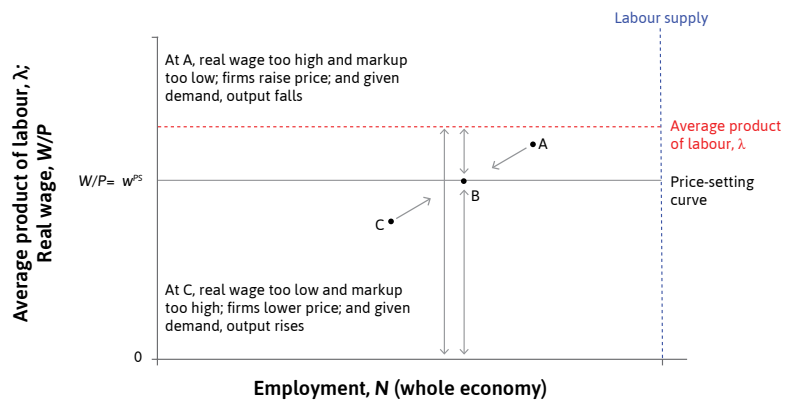 Labour supply
At A, real wage too high and markup
too low; firms raise price; and given
demand, output falls
Average product of labour, λ;
Real wage, W/P
Average product
of labour, λ
A
W/P= wᴾˢ
Price-setting
curve
B
C
At C, real wage too low and markup
too high; firms lower price; and given
demand, output rises
0
Employment, N (whole economy)